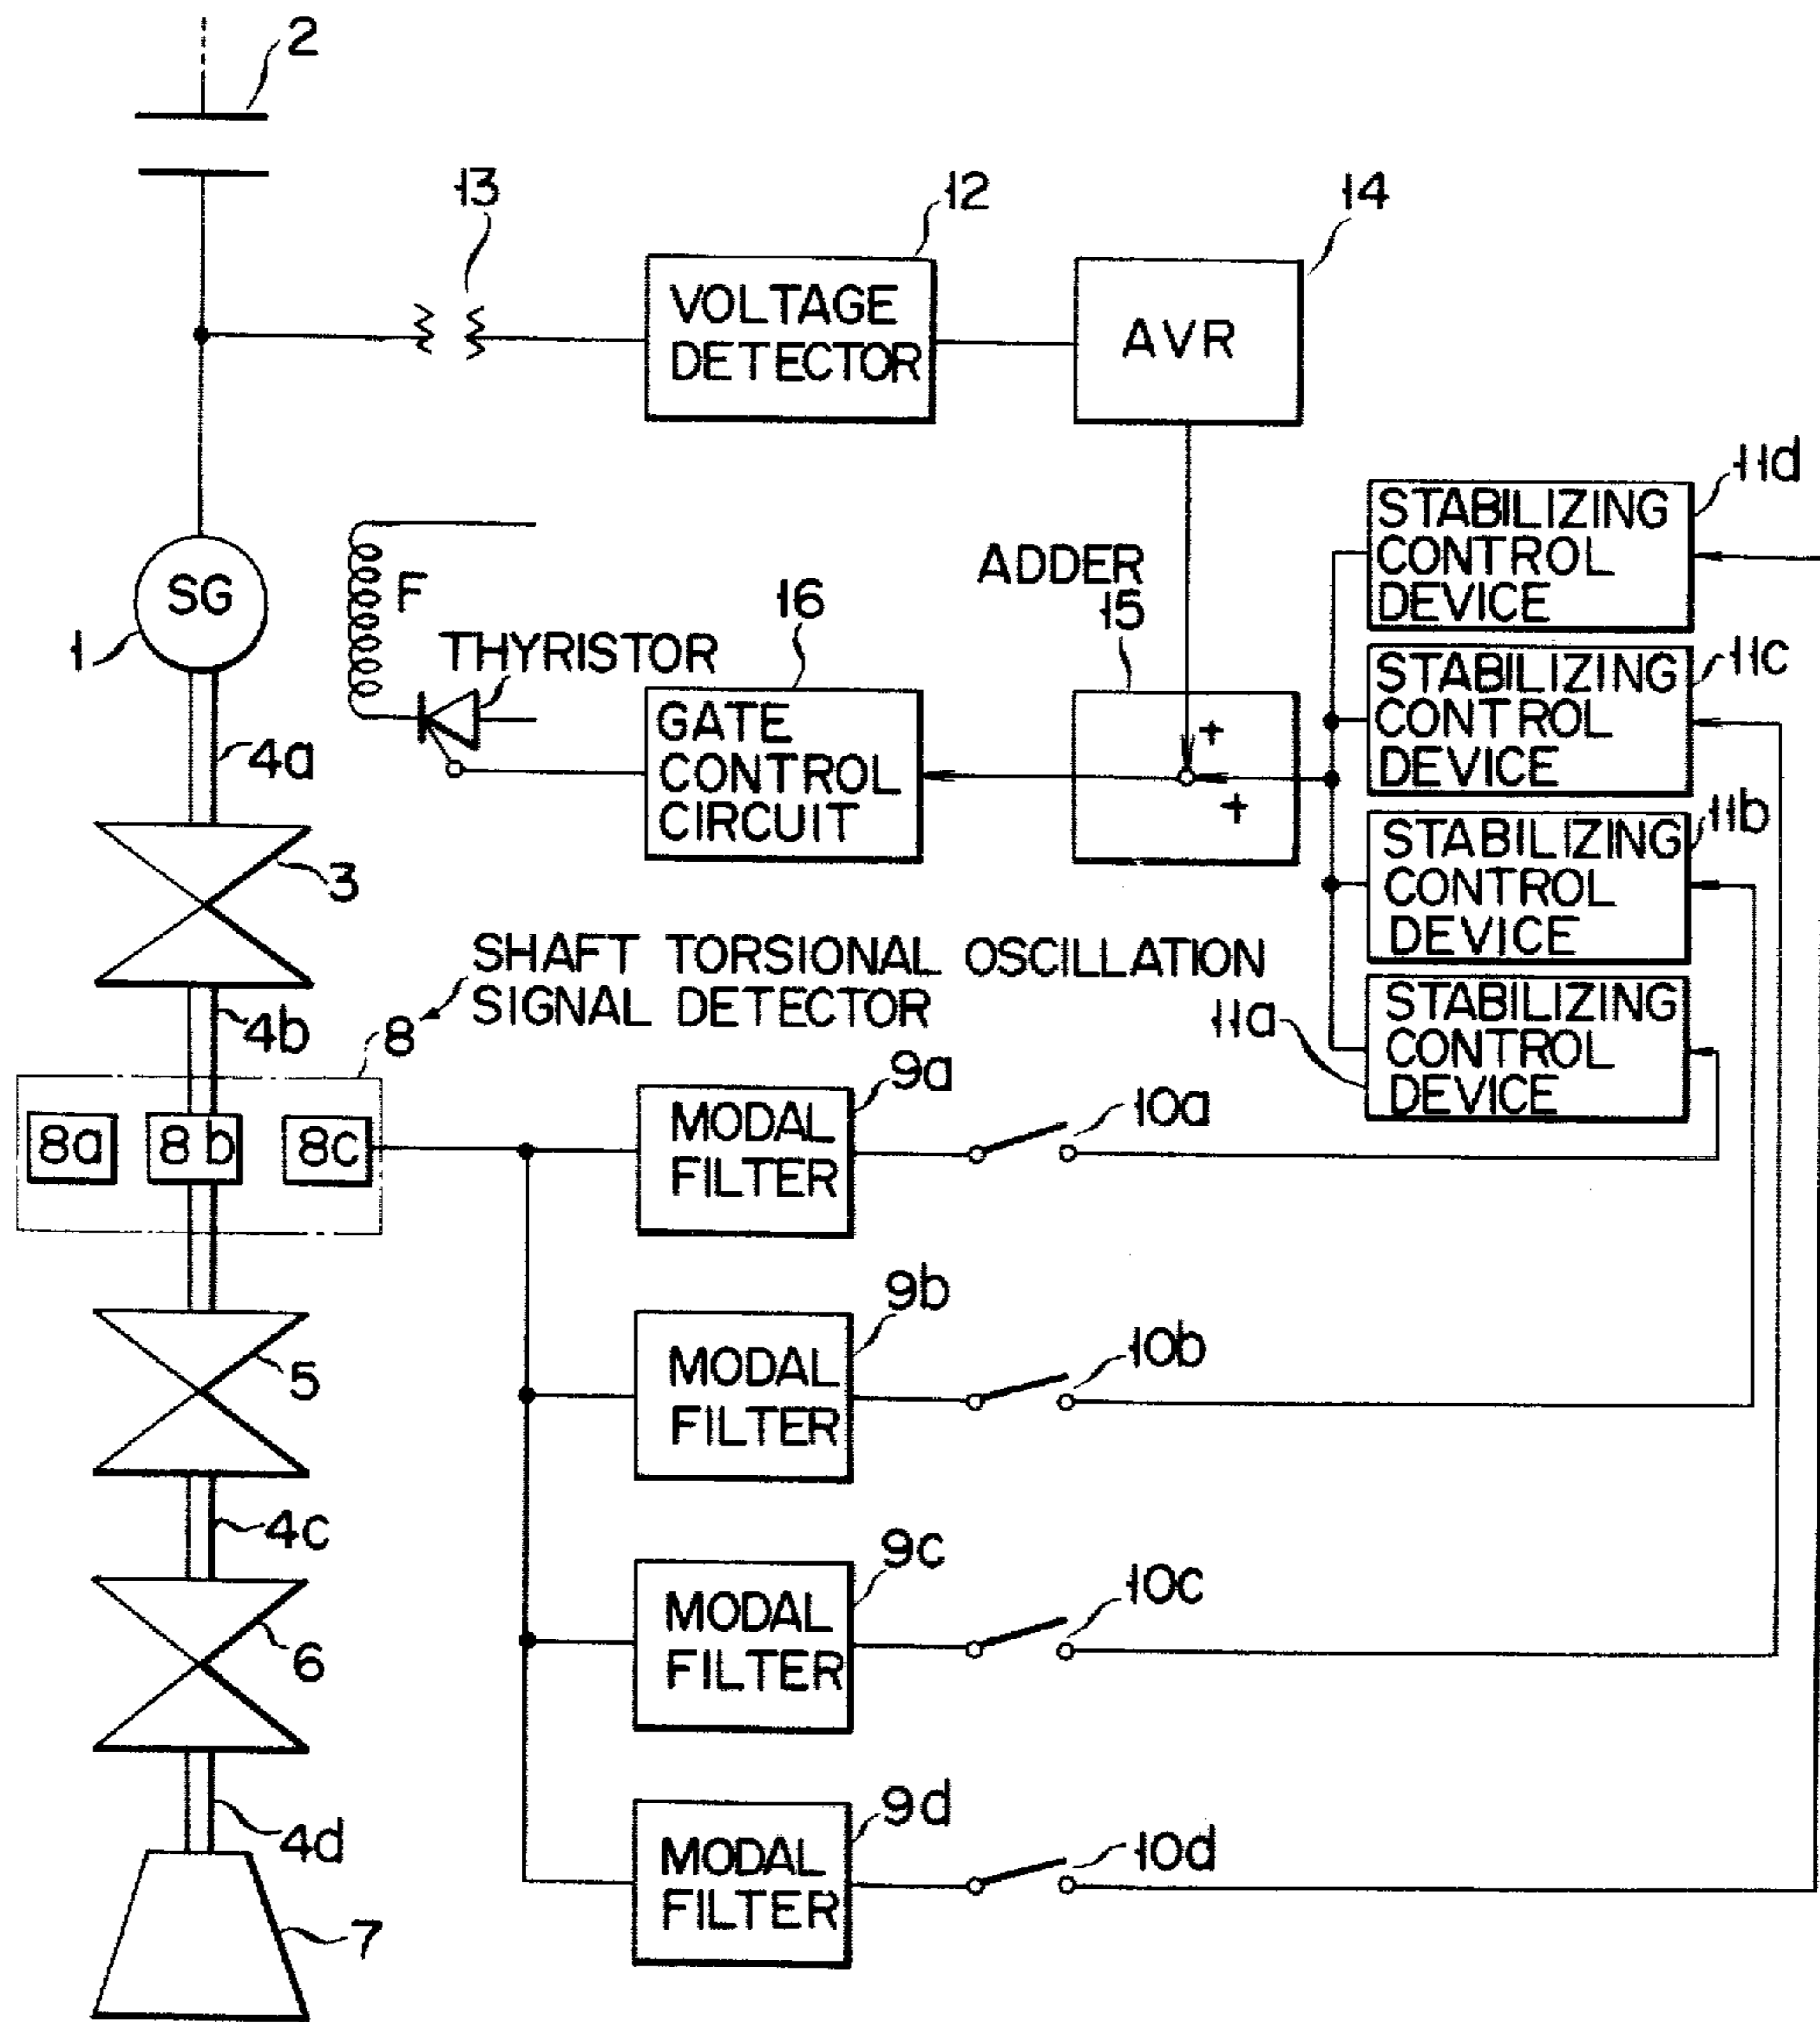 2
13
12
14
VOLTAGE
DETECTOR
AVR
11d
STABILIZING
CONTROL
DEVICE
SG
1
F
THYRISTOR
16
ADDER
15
11c
STABILIZING
CONTROL
DEVICE
GATE
CONTROL
CIRCUIT
+
+
4a
3
11b
STABILIZING
CONTROL
DEVICE
SHAFT TORSIONAL OSCILLATION
SIGNAL DETECTOR
4b
8
11a
STABILIZING
CONTROL
DEVICE
8a
8b
8c
9a
MODAL
FILTER
10a
9b
MODAL
FILTER
10b
5
4c
9c
MODAL
FILTER
10c
6
4d
9d
MODAL
FILTER
10d
7